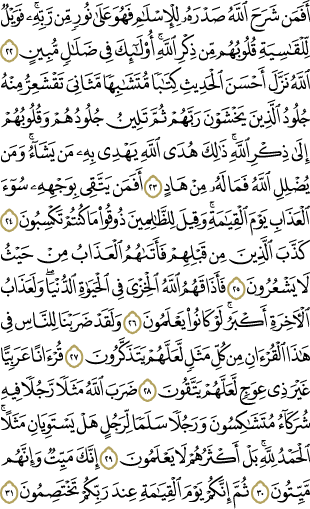 أَفَمَن شَرَحَ ٱللَّهُ صَدْرَهُۥ لِلْإِسْلَٰمِ فَهُوَ عَلَىٰ نُورٍ مِّن رَّبِّهِۦ ۚ فَوَيْلٌ
لِّلْقَٰسِيَةِ قُلُوبُهُم مِّن ذِكْرِ ٱللَّهِ ۚ أُو۟لَٰٓئِكَ فِى ضَلَٰلٍ مُّبِينٍ ٢٢
ٱللَّهُ نَزَّلَ أَحْسَنَ ٱلْحَدِيثِ كِتَٰبًا مُّتَشَٰبِهًا مَّثَانِىَ تَقْشَعِرُّ مِنْهُ
جُلُودُ ٱلَّذِينَ يَخْشَوْنَ رَبَّهُمْ ثُمَّ تَلِينُ جُلُودُهُمْ وَقُلُوبُهُمْ
إِلَىٰ ذِكْرِ ٱللَّهِ ۚ ذَٰلِكَ هُدَى ٱللَّهِ يَهْدِى بِهِۦ مَن يَشَآءُ ۚ وَمَن
يُضْلِلِ ٱللَّهُ فَمَا لَهُۥ مِنْ هَادٍ ٢٣ أَفَمَن يَتَّقِى بِوَجْهِهِۦ سُوٓءَ
ٱلْعَذَابِ يَوْمَ ٱلْقِيَٰمَةِ ۚ وَقِيلَ لِلظَّٰلِمِينَ ذُوقُوا۟ مَا كُنتُمْ تَكْسِبُونَ ٢٤
كَذَّبَ ٱلَّذِينَ مِن قَبْلِهِمْ فَأَتَىٰهُمُ ٱلْعَذَابُ مِنْ حَيْثُ
لَا يَشْعُرُونَ ٢٥ فَأَذَاقَهُمُ ٱللَّهُ ٱلْخِزْىَ فِى ٱلْحَيَوٰةِ ٱلدُّنْيَا ۖ وَلَعَذَابُ
ٱلْءَاخِرَةِ أَكْبَرُ ۚ لَوْ كَانُوا۟ يَعْلَمُونَ ٢٦ وَلَقَدْ ضَرَبْنَا لِلنَّاسِ فِى
هَٰذَا ٱلْقُرْءَانِ مِن كُلِّ مَثَلٍ لَّعَلَّهُمْ يَتَذَكَّرُونَ ٢٧ قُرْءَانًا عَرَبِيًّا
غَيْرَ ذِى عِوَجٍ لَّعَلَّهُمْ يَتَّقُونَ ٢٨ ضَرَبَ ٱللَّهُ مَثَلًا رَّجُلًا فِيهِ
شُرَكَآءُ مُتَشَٰكِسُونَ وَرَجُلًا سَلَمًا لِّرَجُلٍ هَلْ يَسْتَوِيَانِ مَثَلًا ۚ
ٱلْحَمْدُ لِلَّهِ ۚ بَلْ أَكْثَرُهُمْ لَا يَعْلَمُونَ ٢٩ إِنَّكَ مَيِّتٌ وَإِنَّهُم
مَّيِّتُونَ ٣٠ ثُمَّ إِنَّكُمْ يَوْمَ ٱلْقِيَٰمَةِ عِندَ رَبِّكُمْ تَخْتَصِمُونَ ٣١